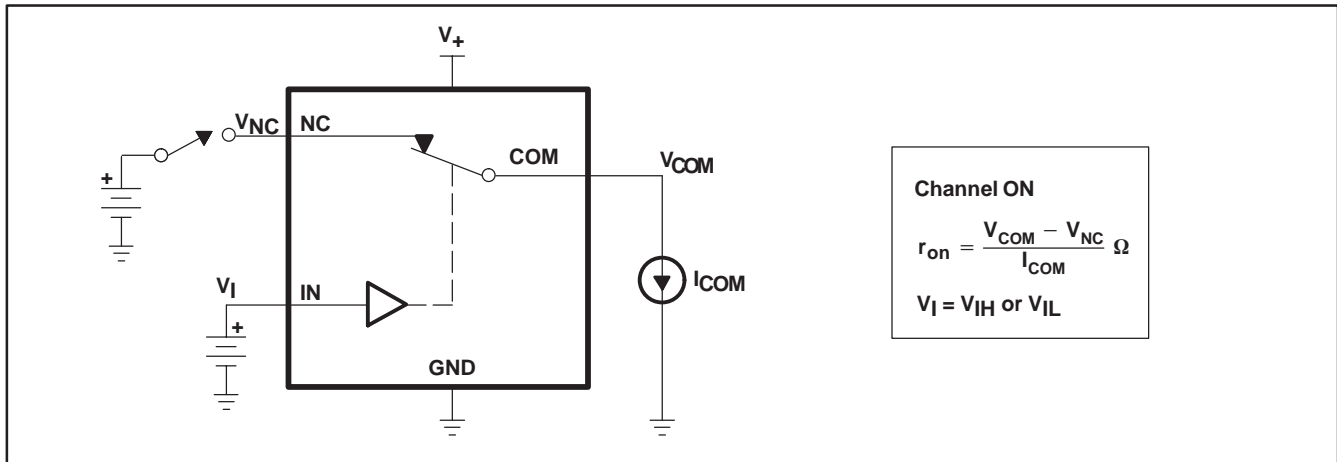 V+
VNC NC
COM
VCOM
+
ICOM
VI IN
+
GND
Channel ON
ron = VCOM − VNC / ICOM Ω
VI = VIH or VIL